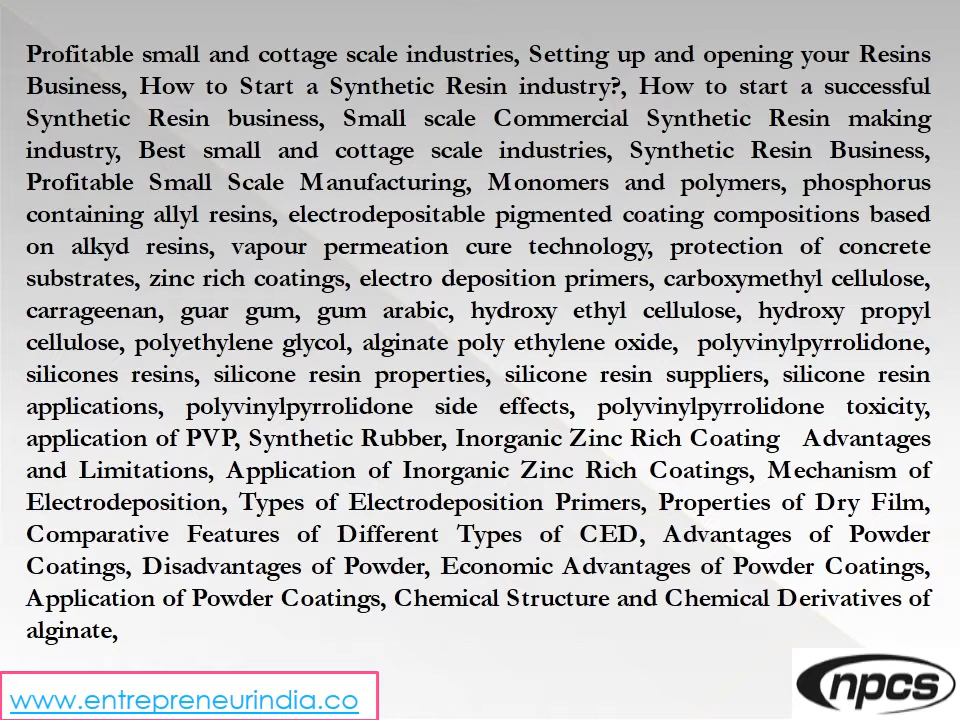 Profitable small and cottage scale industries, Setting up and opening your Resins
Business, How to Start a Synthetic Resin industry?, How to start a successful
Synthetic Resin business, Small scale Commercial Synthetic Resin making
industry, Best small and cottage scale industries, Synthetic Resin Business,
Profitable Small Scale Manufacturing, Monomers and polymers, phosphorus
containing allyl resins, electrodepositable pigmented coating compositions based
on alkyd resins, vapour permeation cure technology, protection of concrete
substrates, zinc rich coatings, electro deposition primers, carboxymethyl cellulose,
carrageenan, guar gum, gum arabic, hydroxy ethyl cellulose, hydroxy propyl
cellulose, polyethylene glycol, alginate poly ethylene oxide, polyvinylpyrrolidone,
silicones resins, silicone resin properties, silicone resin suppliers, silicone resin
applications, polyvinylpyrrolidone side effects, polyvinylpyrrolidone toxicity,
application of PVP, Synthetic Rubber, Inorganic Zinc Rich Coating Advantages
and Limitations, Application of Inorganic Zinc Rich Coatings, Mechanism of
Electrodeposition, Types of Electrodeposition Primers, Properties of Dry Film,
Comparative Features of Different Types of CED, Advantages of Powder
Coatings, Disadvantages of Powder, Economic Advantages of Powder Coatings,
Application of Powder Coatings, Chemical Structure and Chemical Derivatives of
alginate,
www.entrepreneurindia.co
npcs